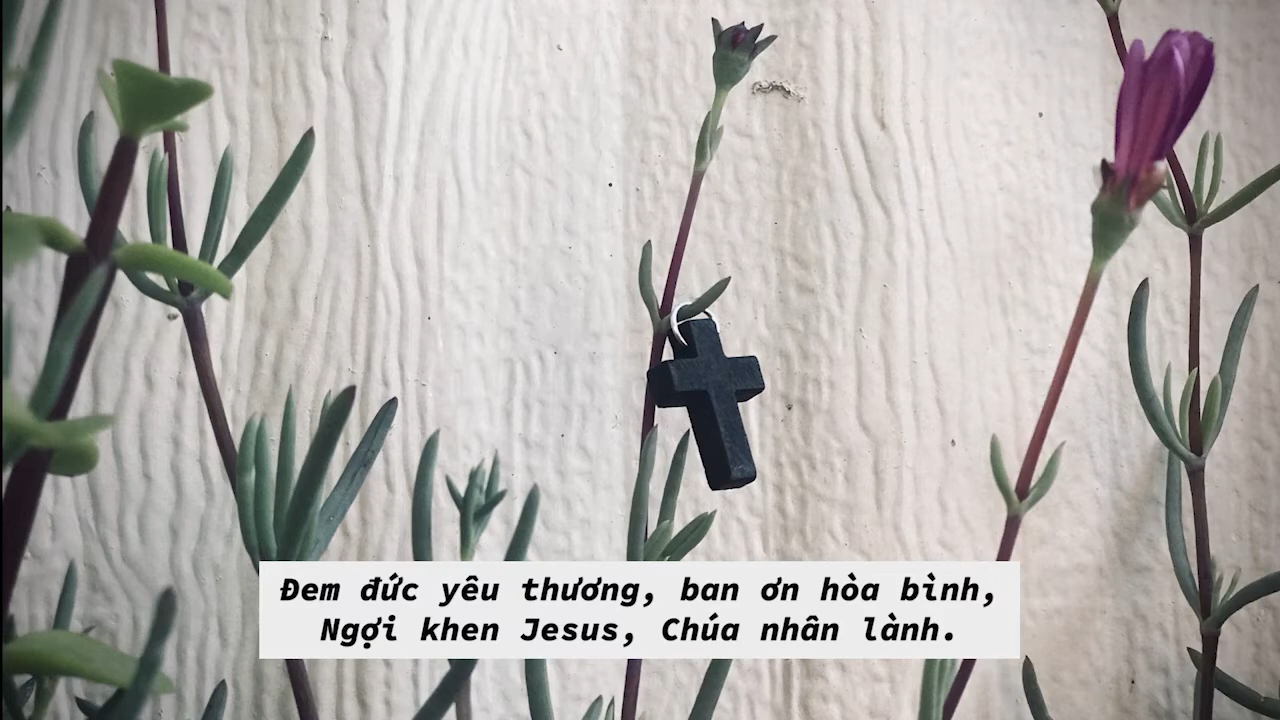 Đem đức yêu thương, ban ơn hòa bình,
Ngợi khen Jesus, Chúa nhân lành.